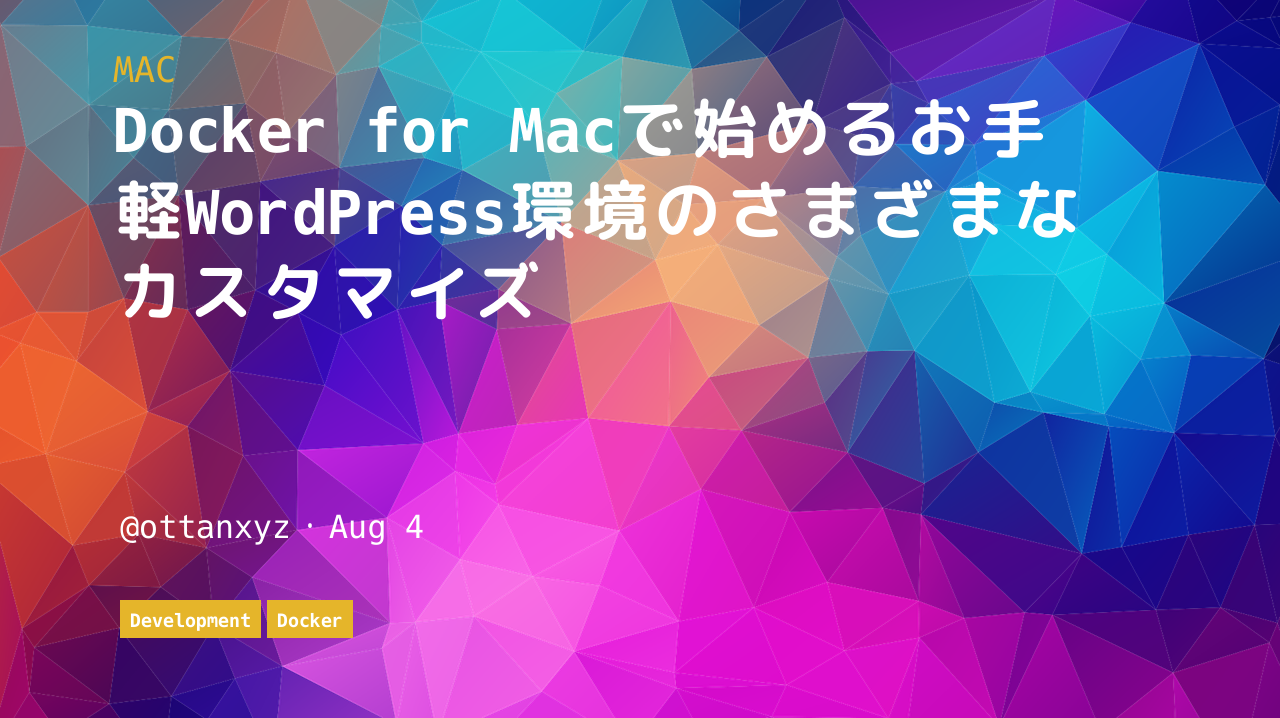 MAC
Docker for Macで始めるお手
軽WordPress環境のさまざまな
カスタマイズ
@ottanxyz · Aug 4
Development Docker